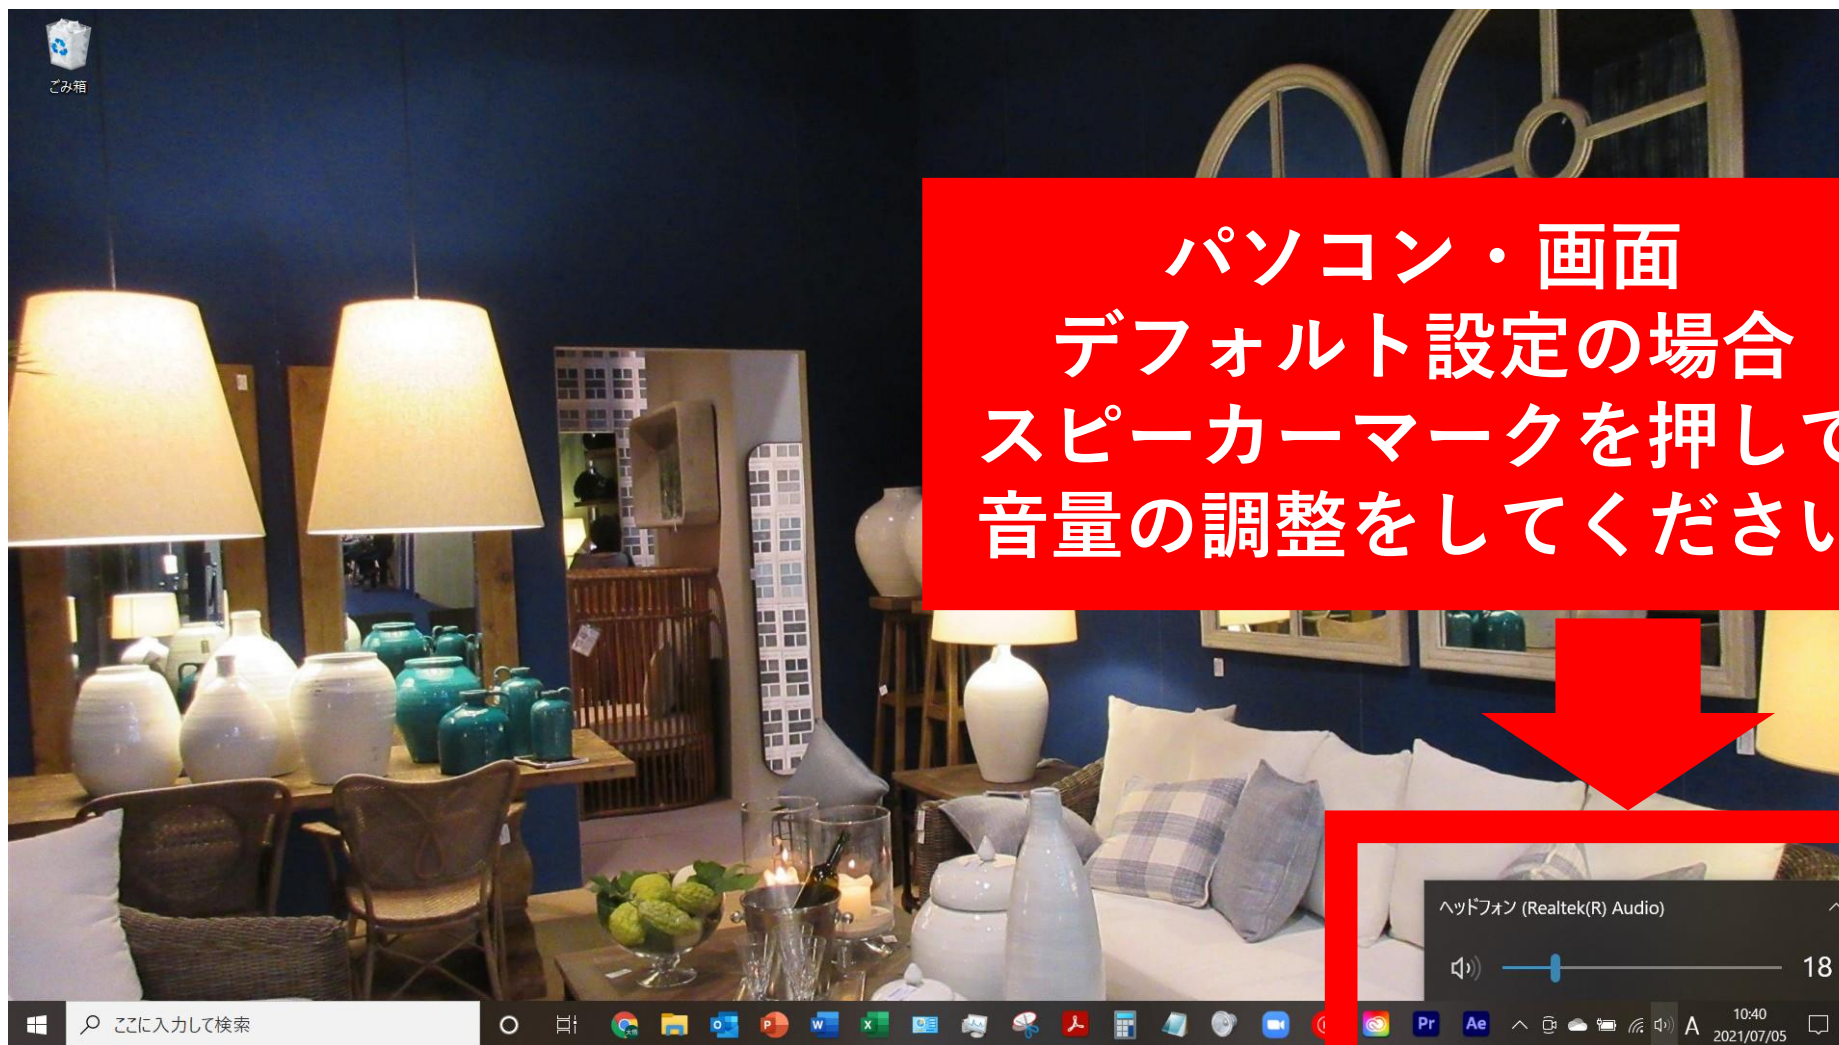 ごみ箱
パソコン・画面
デフォルト設定の場合
スピーカーマークを押して
音量の調整をしてください
ヘッドフォン (Realtek(R) Audio)
18
ここに入力して検索
Pr
Ae
A
10:40
2021/07/05